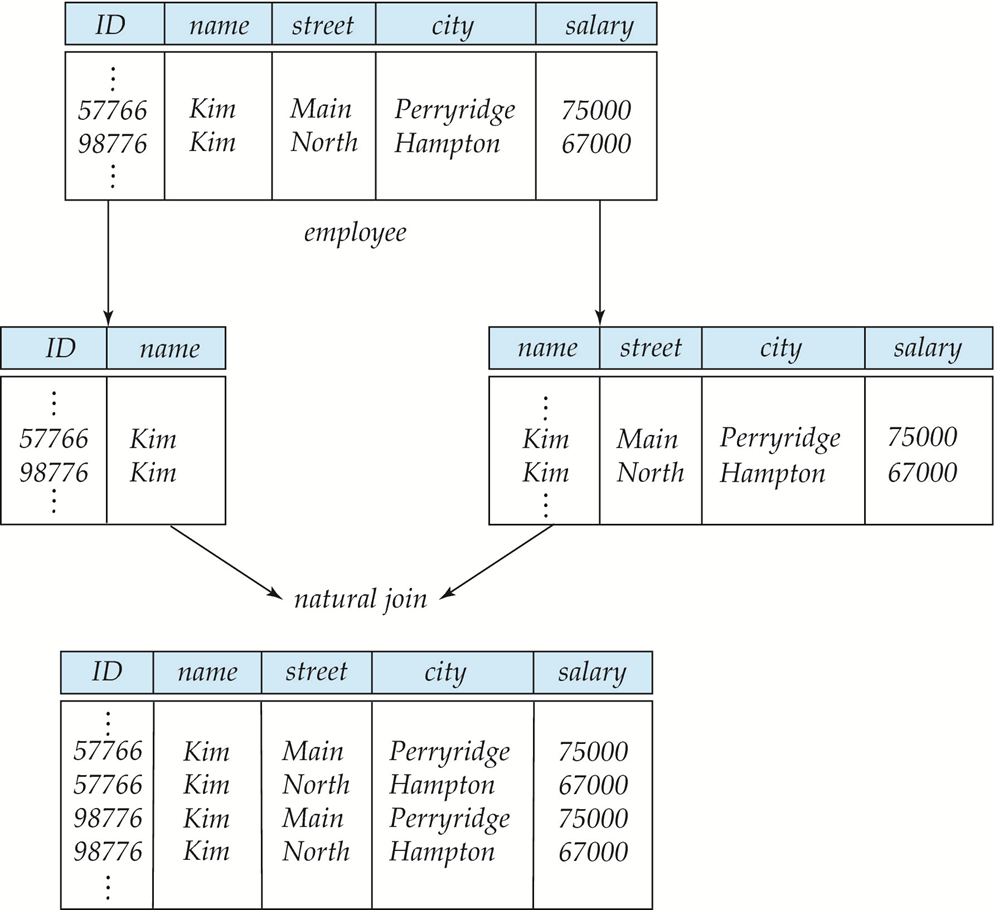 ID name street city salary
57766 Kim Main Perryridge 75000
98776 Kim North Hampton 67000
employee
ID name
57766 Kim
98776 Kim
name street city salary
Kim Main Perryridge 75000
Kim North Hampton 67000
natural join
ID name street city salary
57766 Kim Main Perryridge 75000
57766 Kim North Hampton 67000
98776 Kim Main Perryridge 75000
98776 Kim North Hampton 67000